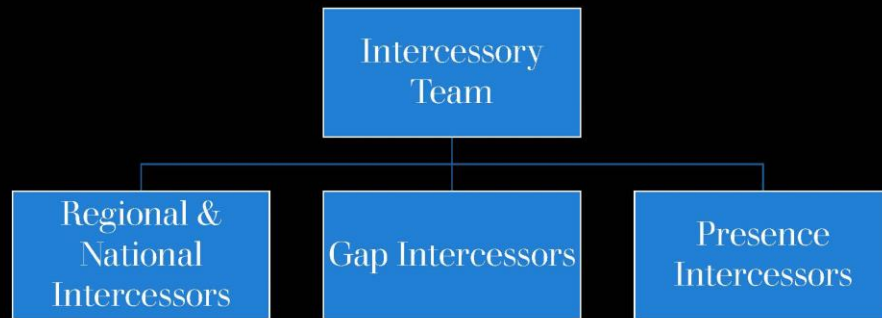 Intercessory
Team
Regional &
National
Intercessors
Gap Intercessors
Presence
Intercessors